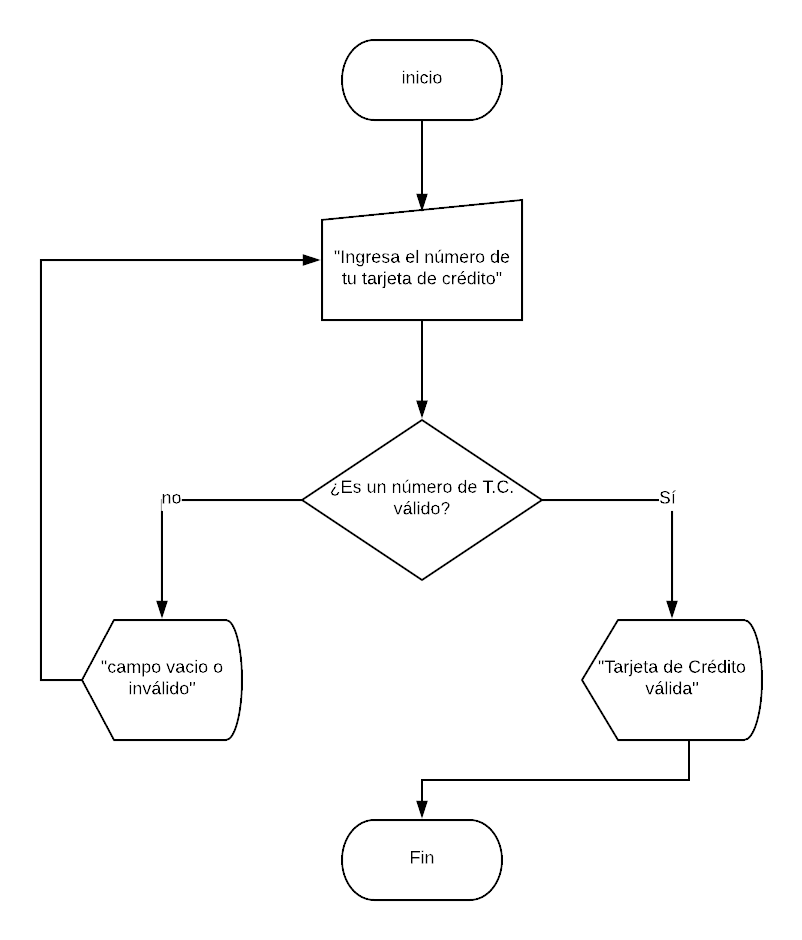 inicio
"Ingresa el número de
tu tarjeta de crédito"
¿Es un número de T.C.
válido?
no
Sí
"campo vacio o
inválido"
"Tarjeta de Crédito
válida"
Fin